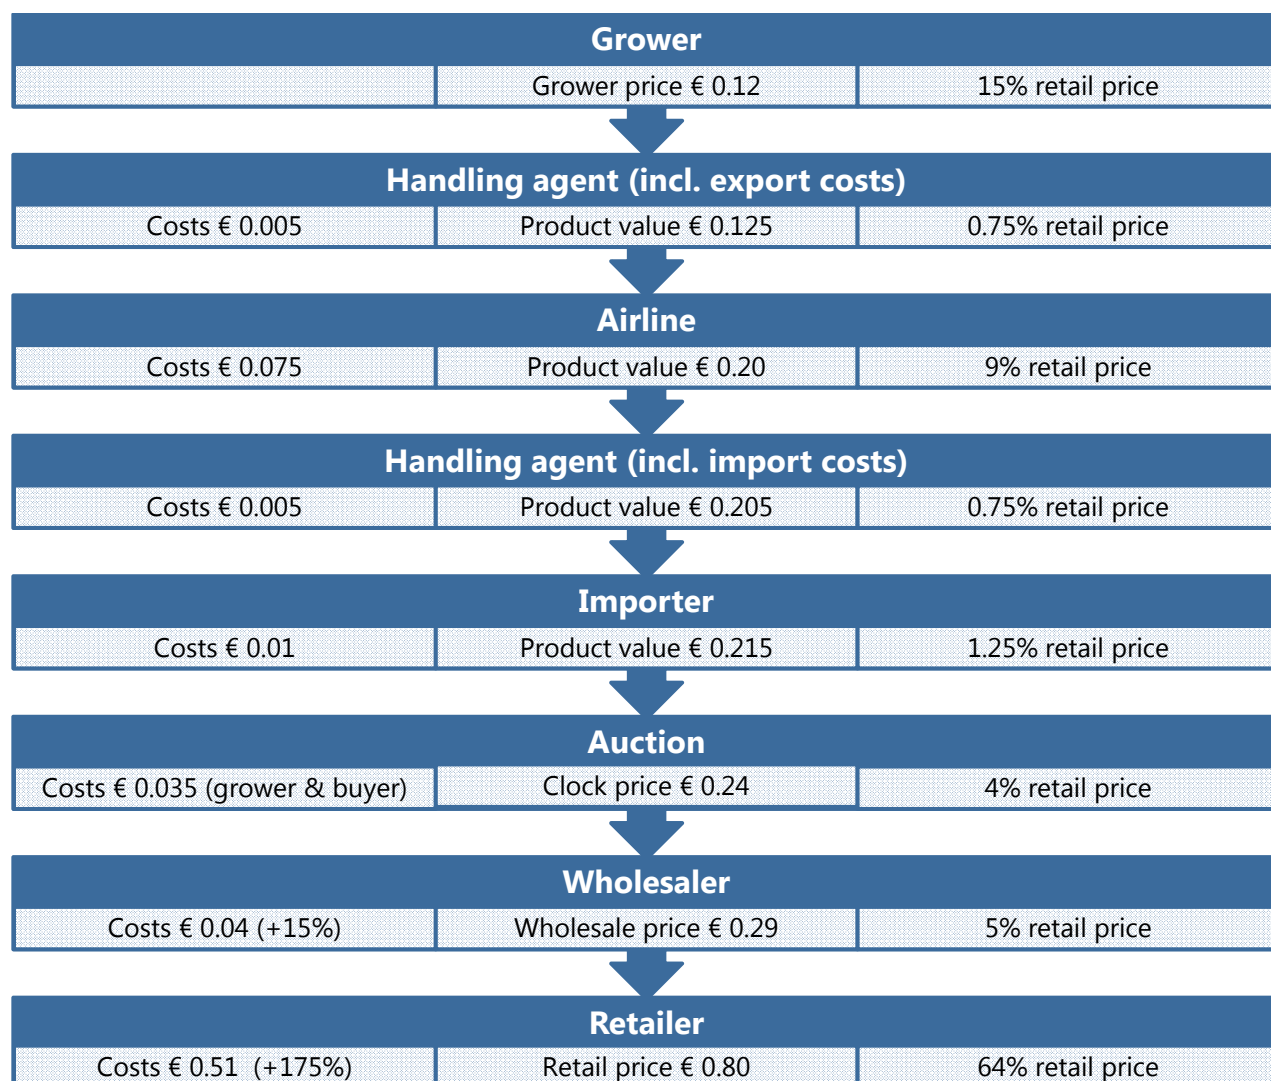 Grower
Grower price € 0.12 15% retail price
Handling agent (incl. export costs)
Costs € 0.005 Product value € 0.125 0.75% retail price
Airline
Costs € 0.075 Product value € 0.20 9% retail price
Handling agent (incl. import costs)
Costs € 0.005 Product value € 0.205 0.75% retail price
Importer
Costs € 0.01 Product value € 0.215 1.25% retail price
Auction
Costs € 0.035 (grower & buyer) Clock price € 0.24 4% retail price
Wholesaler
Costs € 0.04 (+15%) Wholesale price € 0.29 5% retail price
Retailer
Costs € 0.51 (+175%) Retail price € 0.80 64% retail price